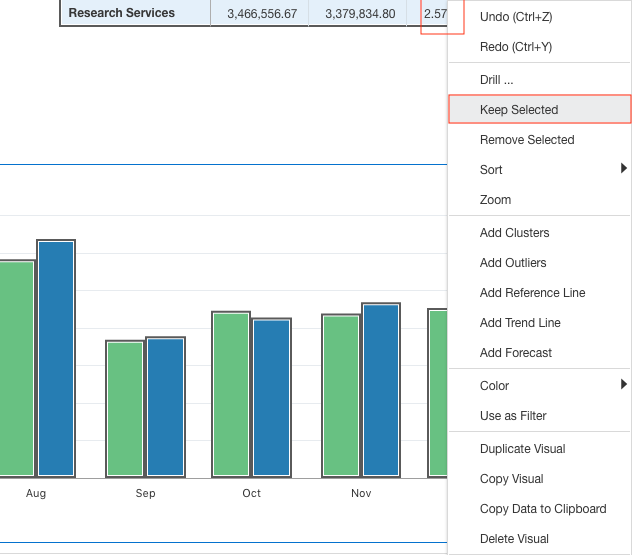 Research Services 3,466,556.67 3,379,834.80 2.57
Undo (Ctrl+Z)
Redo (Ctrl+Y)
Drill ...
Keep Selected
Remove Selected
Sort
Zoom
Add Clusters
Add Outliers
Add Reference Line
Add Trend Line
Add Forecast
Color
Use as Filter
Duplicate Visual
Copy Visual
Copy Data to Clipboard
Delete Visual
Aug Sep Oct Nov